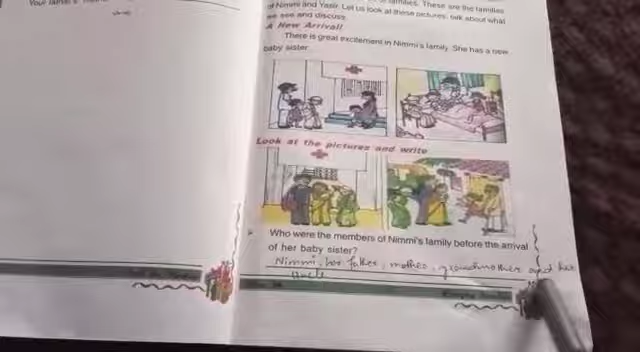 Your
of Nimmi and Yasir. Let us look at these pictures, talk about what
we see and discuss.
A New Arrival!
There is great excitement in Nimmi's family. She has a new
baby sister.
Look at the pictures and write
Who were the members of Nimmi's family before the arrival
of her baby sister?
Nimmi, her father, mother, grandmother and her
uncle